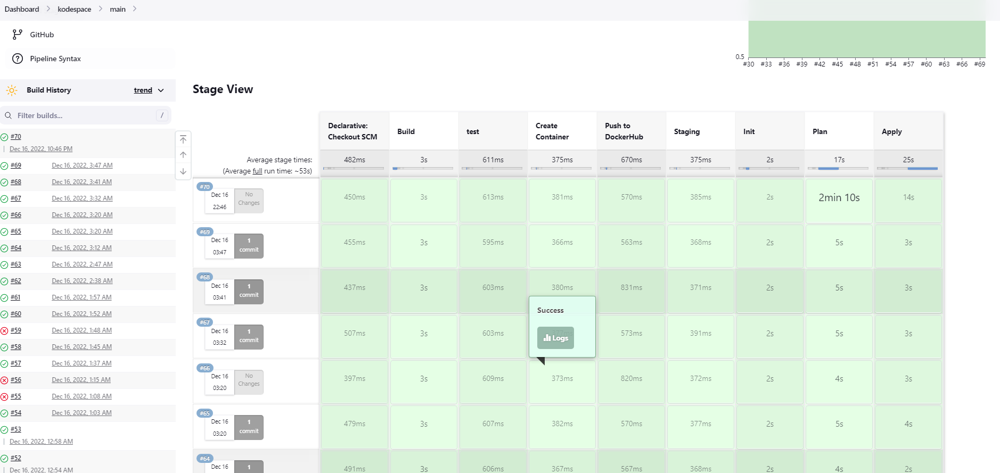 Dashboard > kodespace > main >
GitHub
Pipeline Syntax
0.5
#30 #33 #36 #39 #42 #45 #48 #51 #54 #57 #60 #63 #66 #69
Build History trend
Filter builds... /
#70
Dec 16, 2022, 10:46 PM
#69 Dec 16, 2022, 3:47 AM
#68 Dec 16, 2022, 3:41 AM
#67 Dec 16, 2022, 3:32 AM
#66 Dec 16, 2022, 3:20 AM
#65 Dec 16, 2022, 3:20 AM
#64 Dec 16, 2022, 3:12 AM
#63 Dec 16, 2022, 2:47 AM
#62 Dec 16, 2022, 2:38 AM
#61 Dec 16, 2022, 1:57 AM
#60 Dec 16, 2022, 1:52 AM
#59 Dec 16, 2022, 1:48 AM
#58 Dec 16, 2022, 1:45 AM
#57 Dec 16, 2022, 1:37 AM
#56 Dec 16, 2022, 1:15 AM
#55 Dec 16, 2022, 1:08 AM
#54 Dec 16, 2022, 1:03 AM
#53
Dec 16, 2022, 12:58 AM
#52
Dec 16, 2022, 12:54 AM
Stage View
Declarative:
Checkout SCM
Build
test
Create
Container
Push to
DockerHub
Staging
Init
Plan
Apply
Average stage times:
(Average full run time: ~53s)
482ms 3s 611ms 375ms 670ms 375ms 2s 17s 25s
#70
Dec 16
22:46
No
Changes
450ms 3s 613ms 381ms 570ms 385ms 2s 2min 10s 14s
#69
Dec 16
03:47
1
commit
455ms 3s 595ms 366ms 563ms 368ms 2s 5s 3s
#68
Dec 16
03:41
1
commit
437ms 3s 603ms 380ms 831ms 371ms 2s 5s 3s
Success
Logs
#67
Dec 16
03:32
1
commit
507ms 3s 603ms 377ms 573ms 391ms 2s 5s 3s
#66
Dec 16
03:20
No
Changes
397ms 3s 609ms 373ms 820ms 372ms 2s 4s 3s
#65
Dec 16
03:20
1
commit
479ms 3s 607ms 382ms 570ms 377ms 2s 5s 4s
#64
Dec 16
1
491ms 3s 606ms 367ms 567ms 368ms 2s 4s 2s